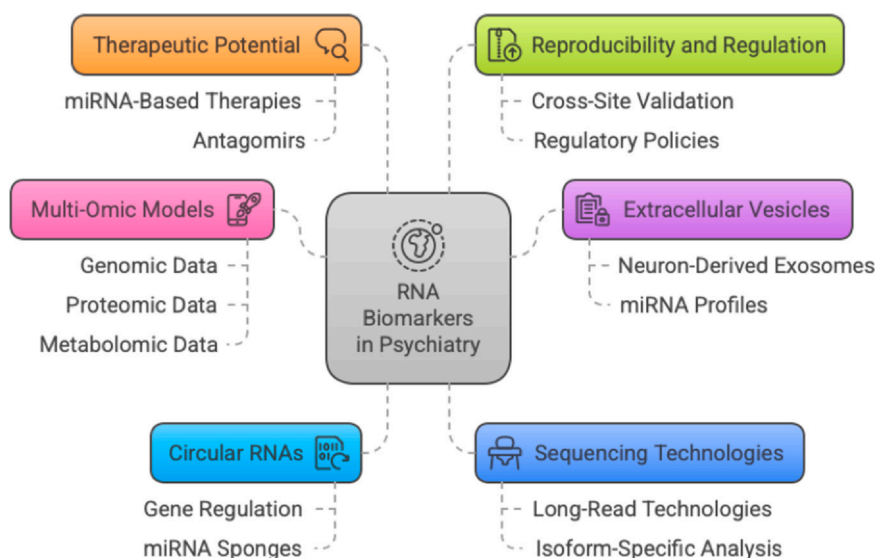 Therapeutic Potential
miRNA-Based Therapies
Antagomirs
Reproducibility and Regulation
Cross-Site Validation
Regulatory Policies
Multi-Omic Models
Genomic Data
Proteomic Data
Metabolomic Data
RNA
Biomarkers
in Psychiatry
Extracellular Vesicles
Neuron-Derived Exosomes
miRNA Profiles
Circular RNAs
Gene Regulation
miRNA Sponges
Sequencing Technologies
Long-Read Technologies
Isoform-Specific Analysis